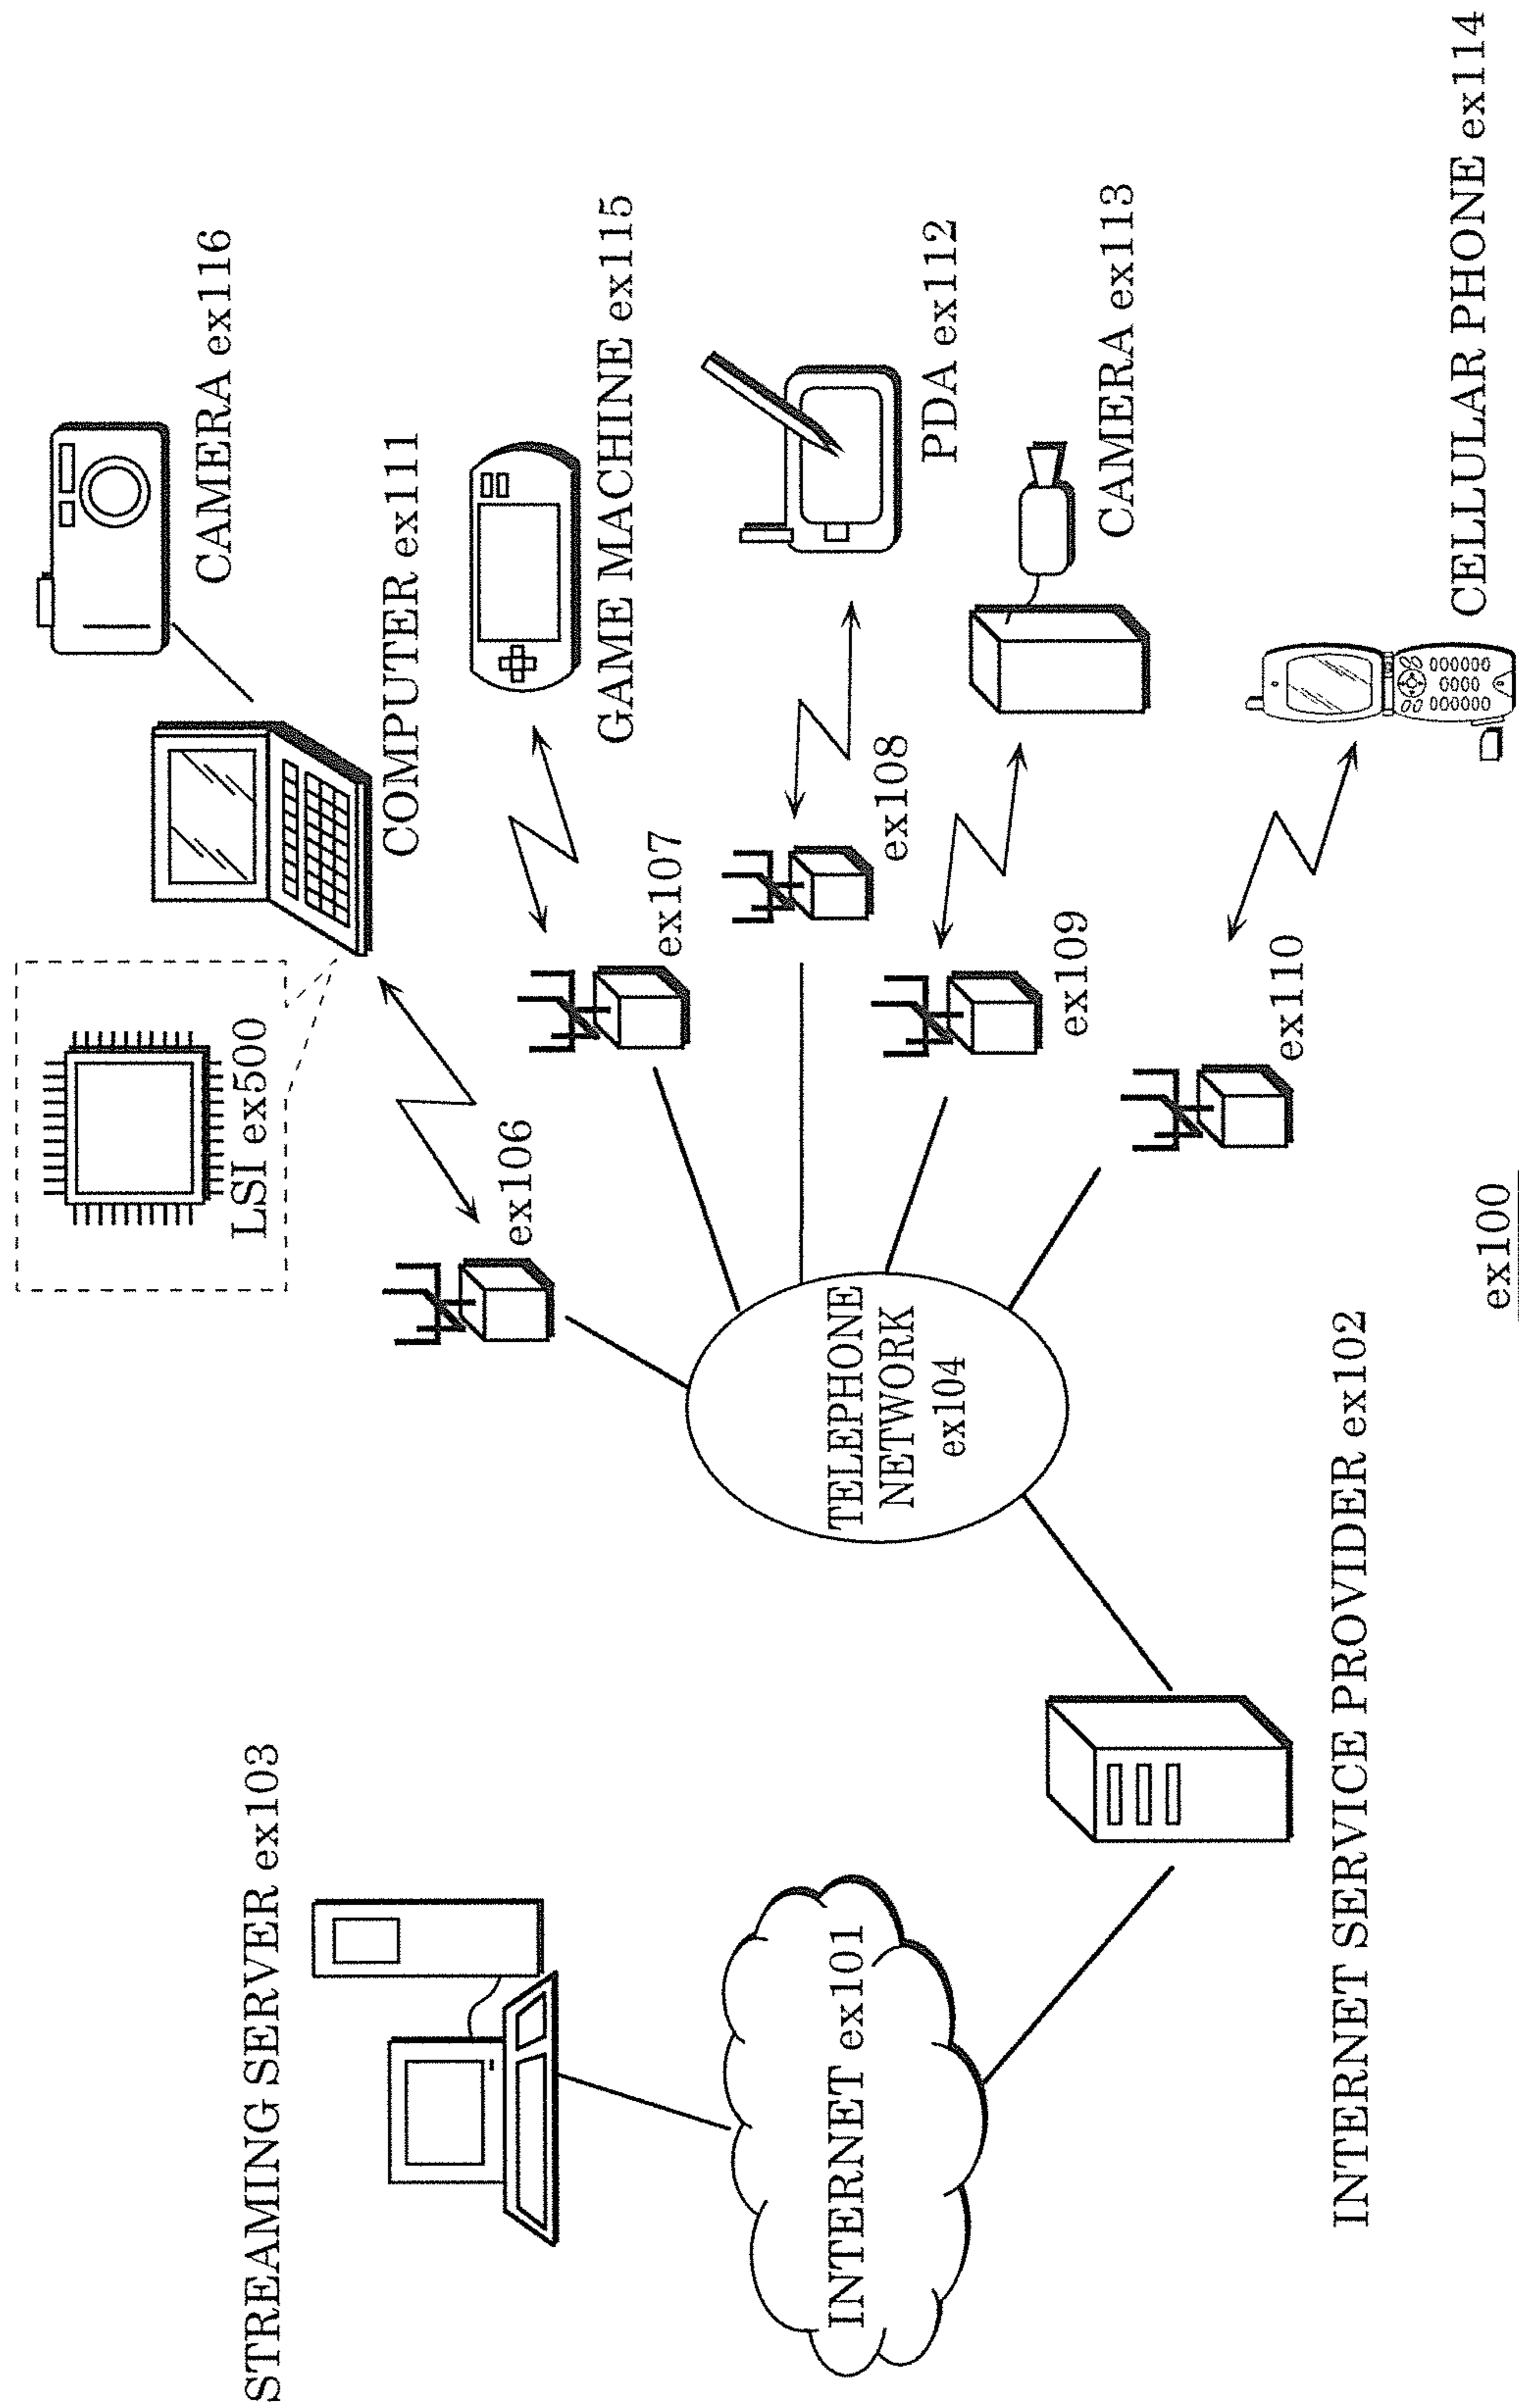 LSI ex500
CAMERA ex116
COMPUTER ex111
STREAMING SERVER ex103
ex106
GAME MACHINE ex115
ex107
INTERNET ex101
TELEPHONE
NETWORK
ex104
ex108
PDA ex112
ex109
CAMERA ex113
ex110
INTERNET SERVICE PROVIDER ex102
CELLULAR PHONE ex114
ex100